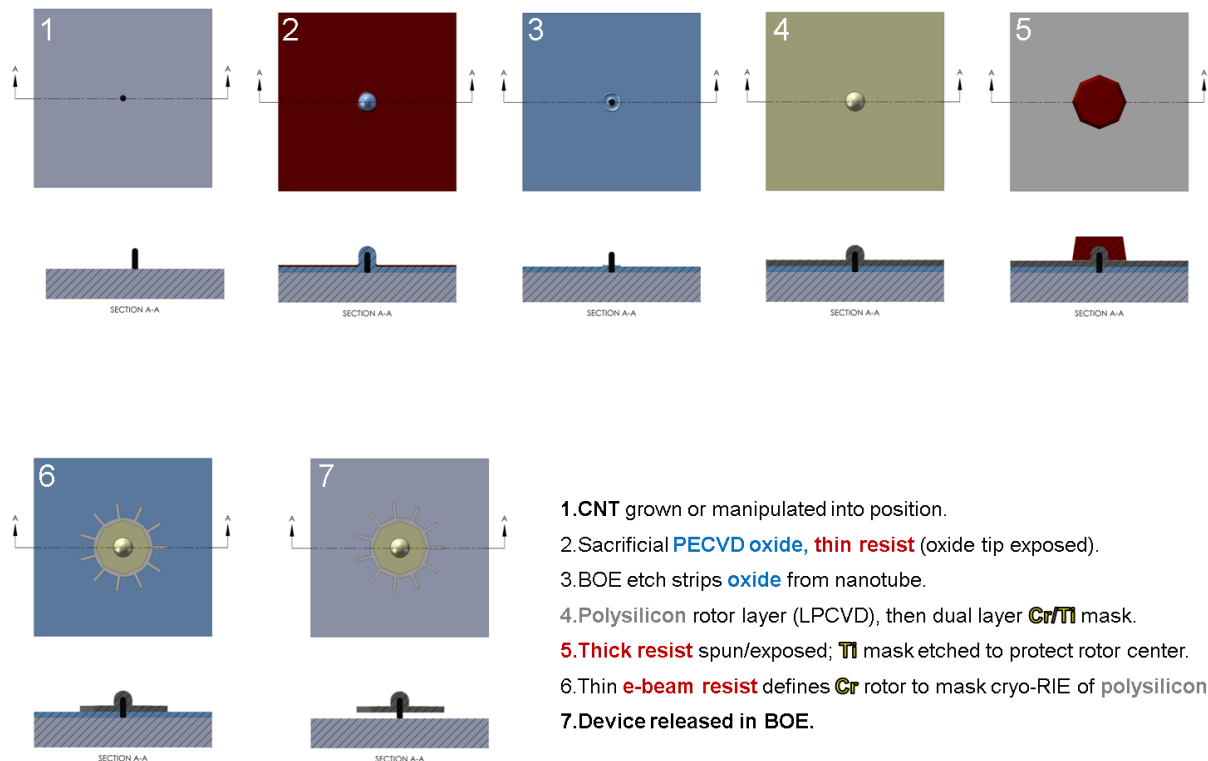 1
2
3
4
5
A
A
A
A
A
A
A
A
A
A
SECTION A-A
SECTION A-A
SECTION A-A
SECTION A-A
SECTION A-A
6
7
A
A
A
A
SECTION A-A
SECTION A-A
1.CNT grown or manipulated into position.
2.Sacrificial PECVD oxide, thin resist (oxide tip exposed).
3.BOE etch strips oxide from nanotube.
4.Polysilicon rotor layer (LPCVD), then dual layer Cr/Ti mask.
5.Thick resist spun/exposed; Ti mask etched to protect rotor center.
6.Thin e-beam resist defines Cr rotor to mask cryo-RIE of polysilicon
7.Device released in BOE.